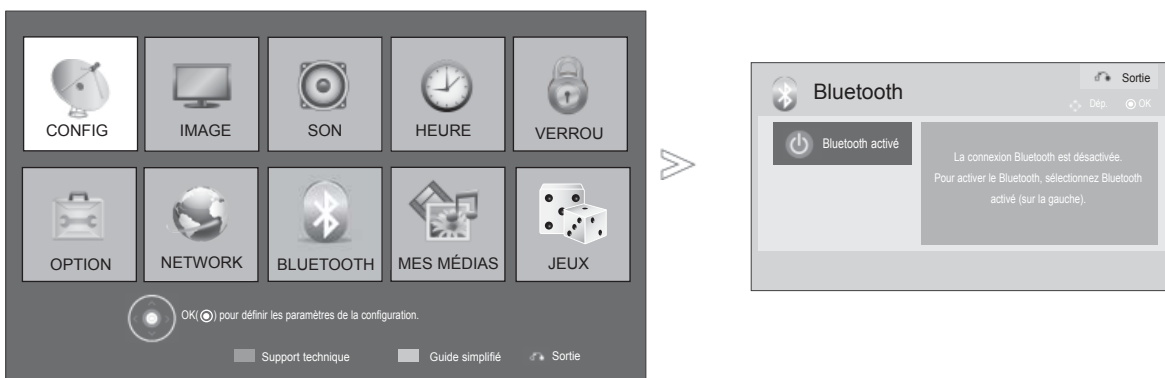 CONFIG IMAGE SON HEURE VERROU
OPTION NETWORK BLUETOOTH MES MÉDIAS JEUX
OK(◉) pour définir les paramètres de la configuration.
Support technique Guide simplifié Sortie
Bluetooth
Sortie
Dép. OK
Bluetooth activé
La connexion Bluetooth est désactivée.
Pour activer le Bluetooth, sélectionnez Bluetooth
activé (sur la gauche).